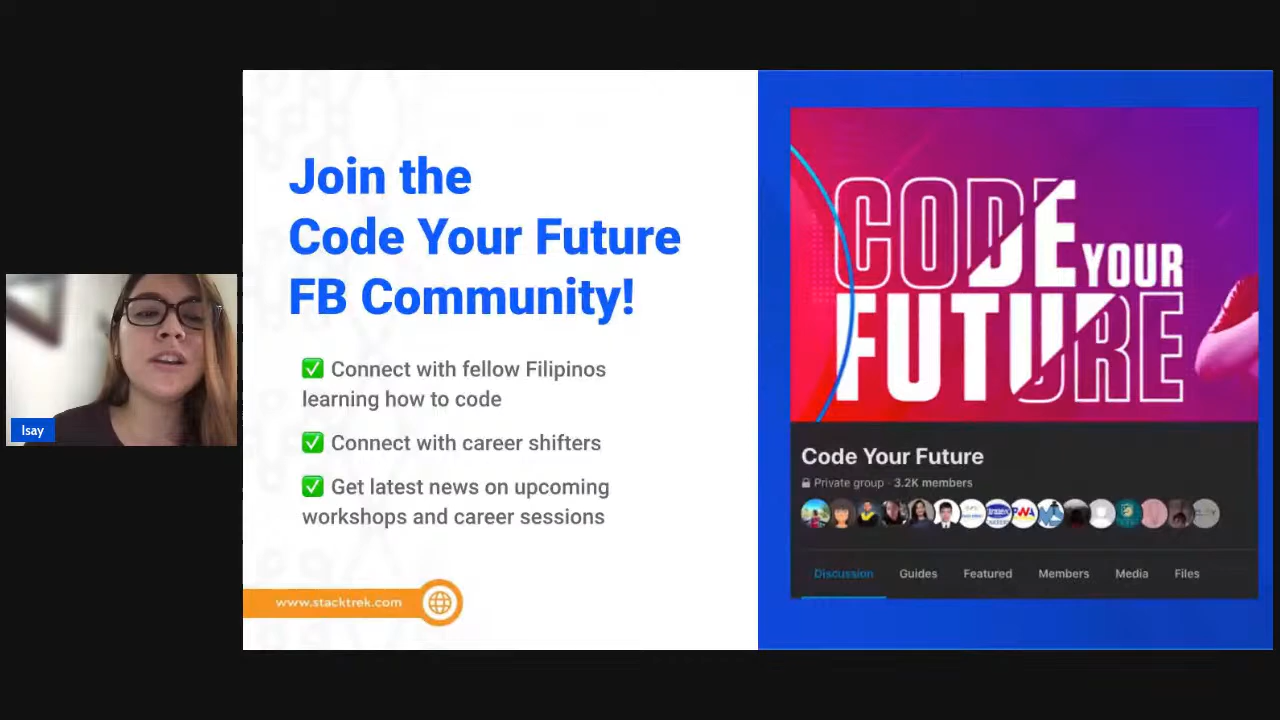 Join the
Code Your Future
FB Community!
✅ Connect with fellow Filipinos
learning how to code
✅ Connect with career shifters
✅ Get latest news on upcoming
workshops and career sessions
www.stacktrek.com
Isay
CODE YOUR
FUTURE
Code Your Future
Private group · 3.2K members
PWA
Discussion Guides Featured Members Media Files